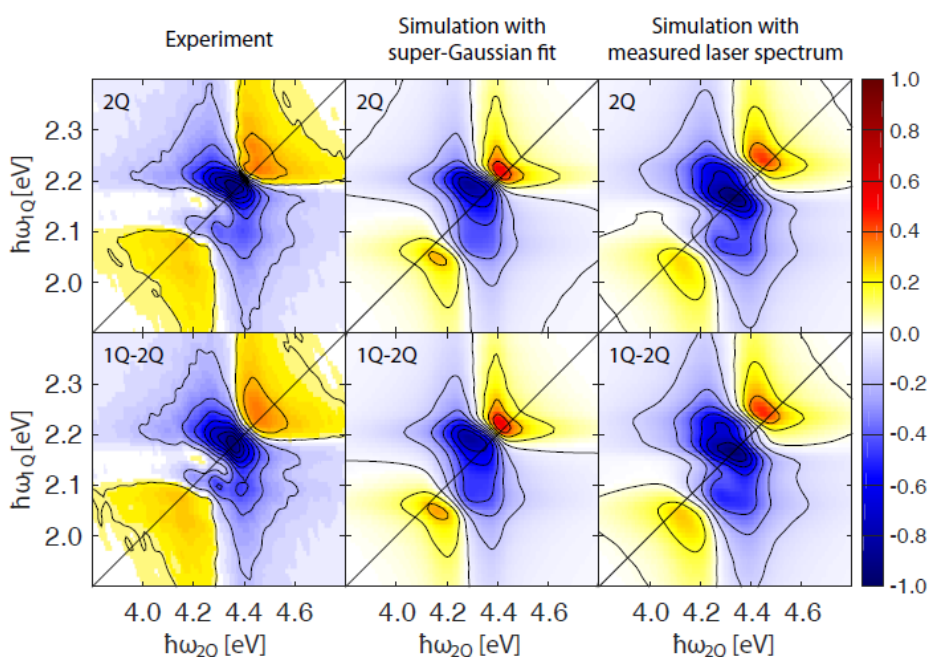 Experiment
Simulation with
super-Gaussian fit
Simulation with
measured laser spectrum
2Q
2Q
2Q
ħω1Q [eV]
2.3
2.2
2.1
2.0
1Q-2Q
1Q-2Q
1Q-2Q
ħω1Q [eV]
2.3
2.2
2.1
2.0
4.0 4.2 4.4 4.6
4.0 4.2 4.4 4.6
4.0 4.2 4.4 4.6
ħω2Q [eV]
ħω2Q [eV]
ħω2Q [eV]
1.0
0.8
0.6
0.4
0.2
0.0
-0.2
-0.4
-0.6
-0.8
-1.0